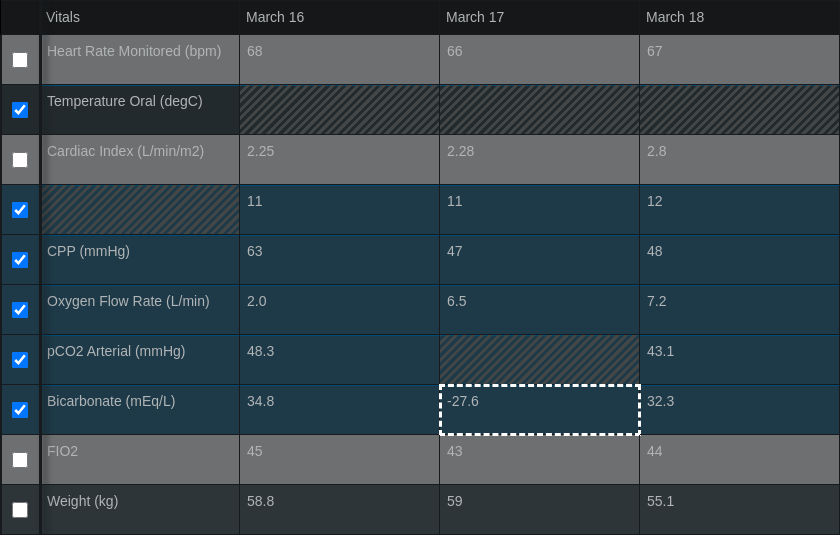 Vitals March 16 March 17 March 18
Heart Rate Monitored (bpm) 68 66 67
Temperature Oral (degC)
Cardiac Index (L/min/m2) 2.25 2.28 2.8
11 11 12
CPP (mmHg) 63 47 48
Oxygen Flow Rate (L/min) 2.0 6.5 7.2
pCO2 Arterial (mmHg) 48.3 43.1
Bicarbonate (mEq/L) 34.8 -27.6 32.3
FIO2 45 43 44
Weight (kg) 58.8 59 55.1